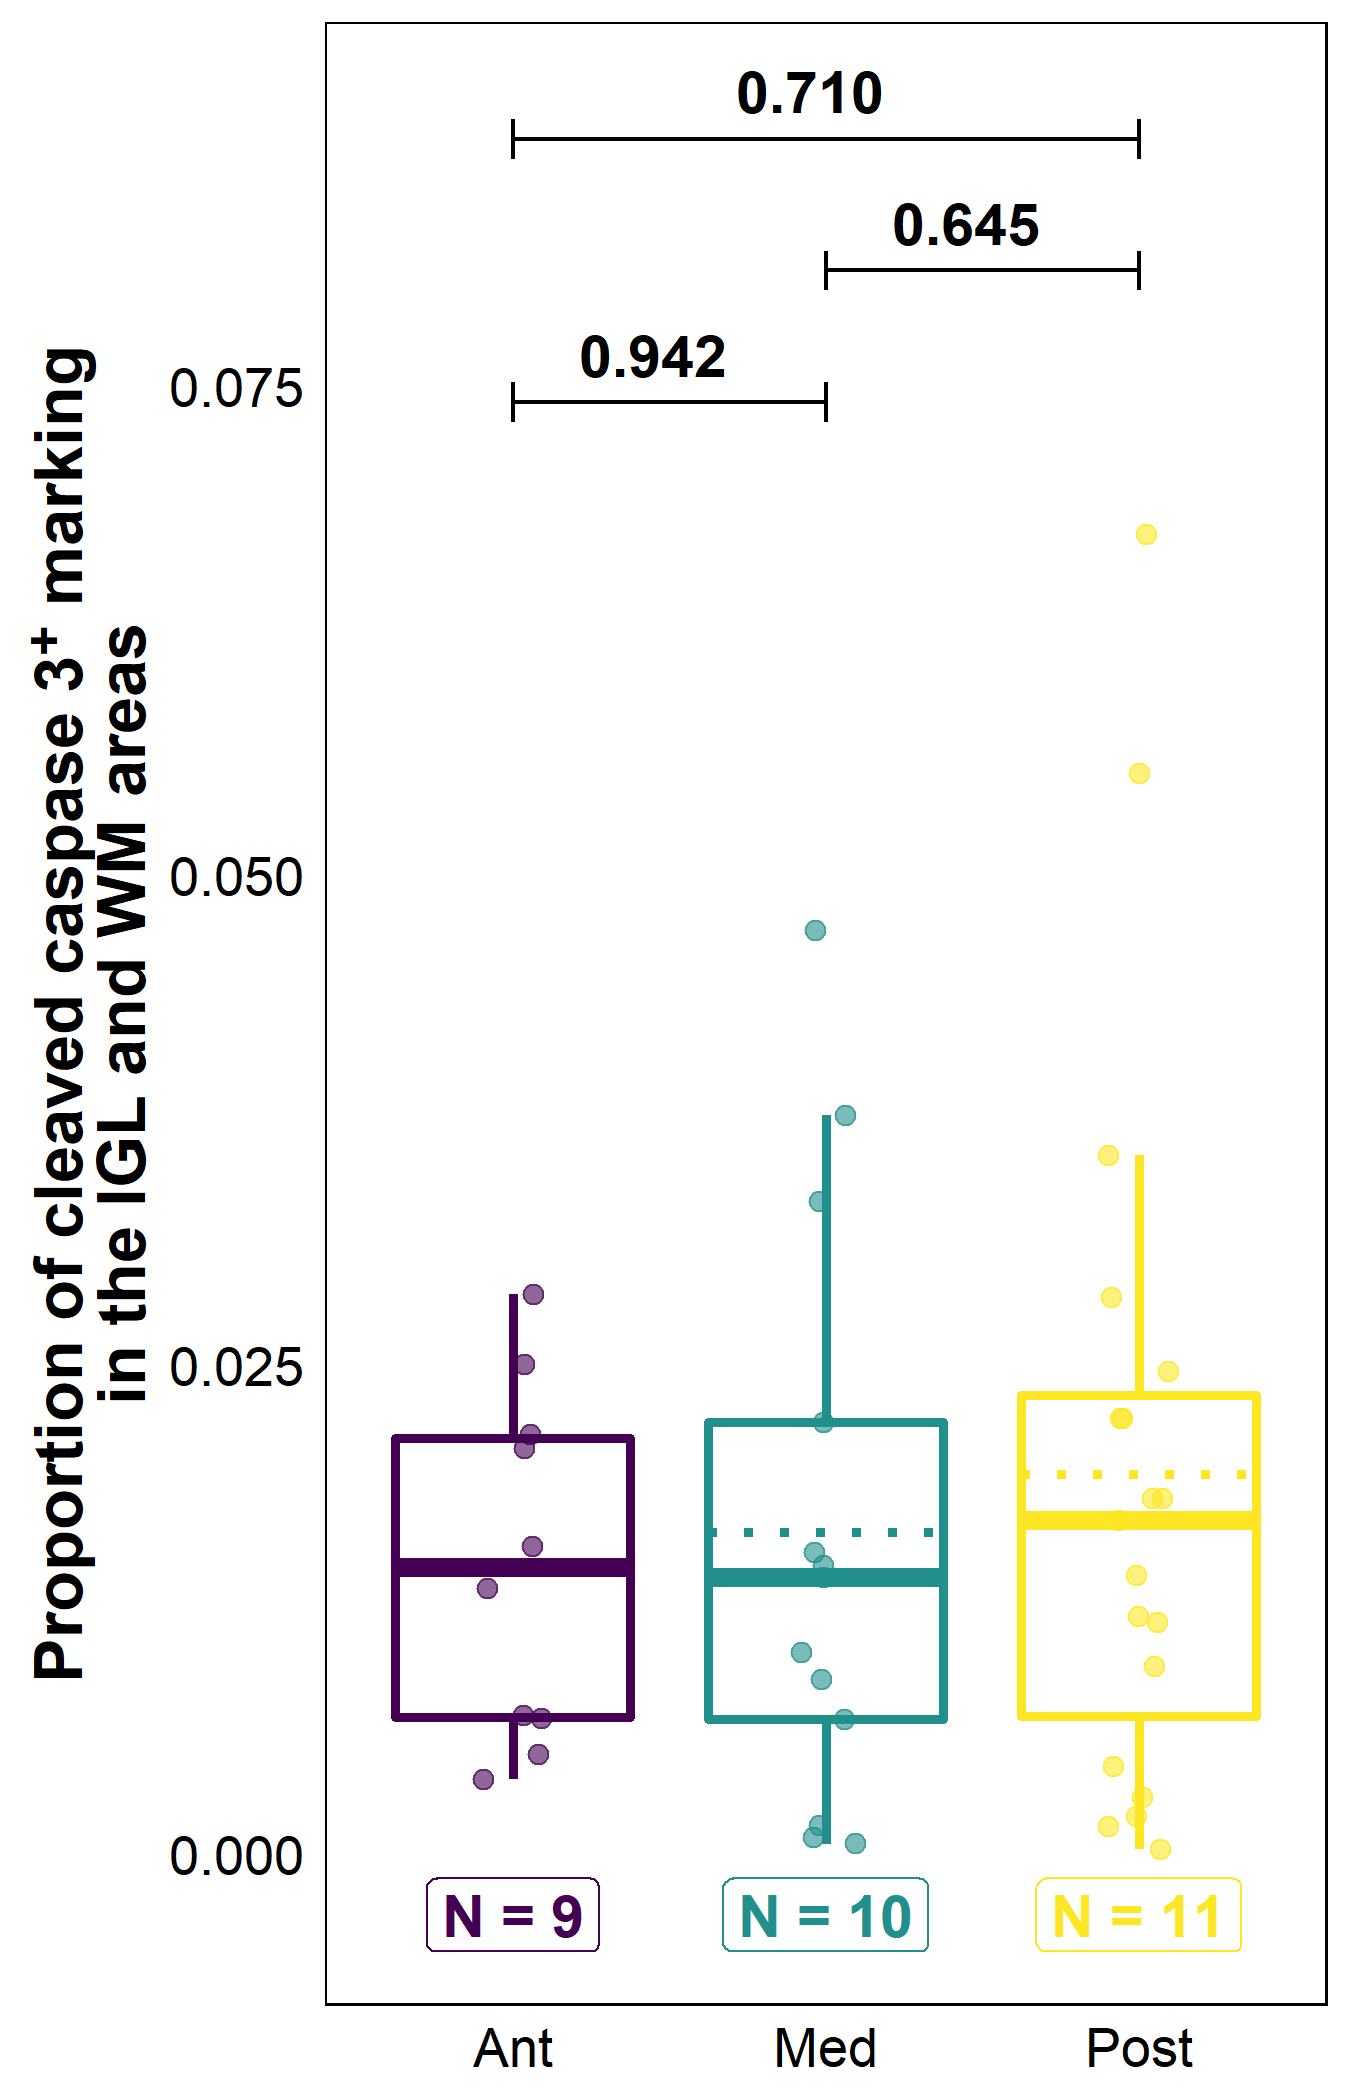 Proportion of cleaved caspase 3⁺ marking
in the IGL and WM areas
0.710
0.645
0.942
0.075
0.050
0.025
0.000
N = 9
N = 10
N = 11
Ant
Med
Post